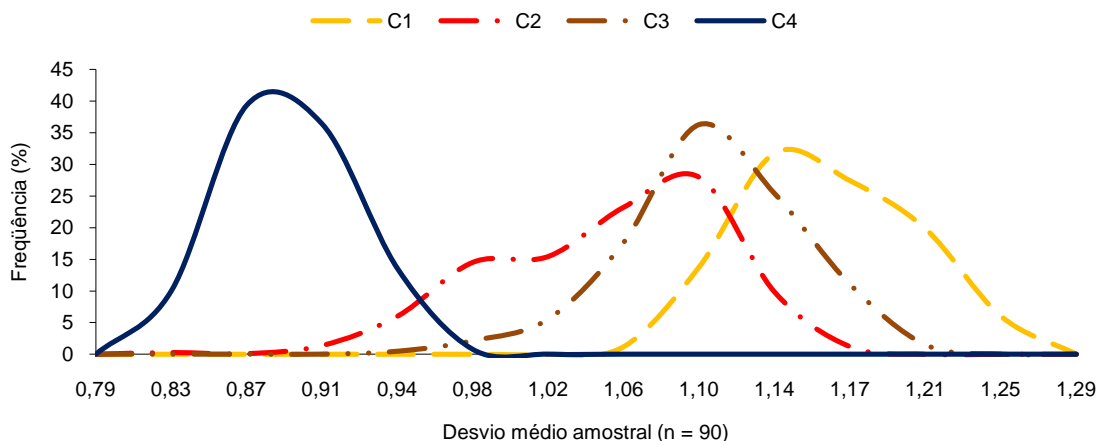 C1 C2 C3 C4
45
40
35
30
25
20
15
10
5
0
Freqüência (%)
0,79 0,83 0,87 0,91 0,94 0,98 1,02 1,06 1,10 1,14 1,17 1,21 1,25 1,29
Desvio médio amostral (n = 90)